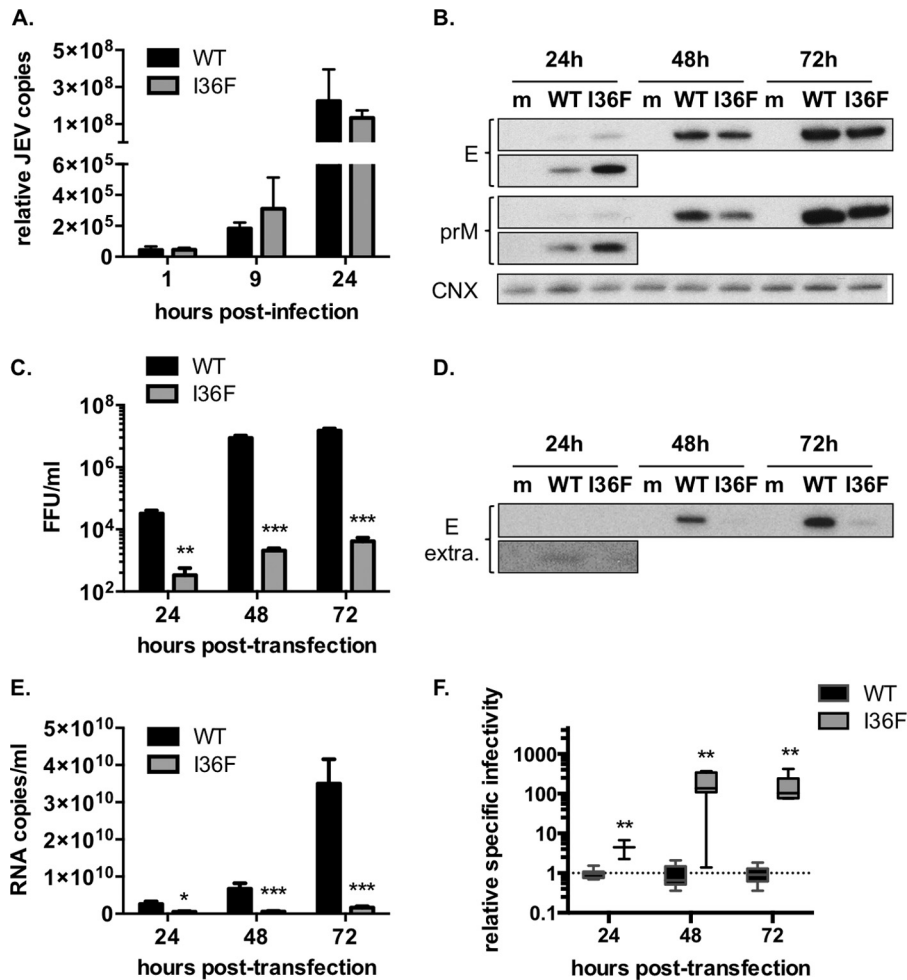 A.
WT
I36F
relative JEV copies
5×10⁸
3×10⁸
1×10⁸
6×10⁵
4×10⁵
2×10⁵
0
1 9 24
hours post-infection
B.
24h 48h 72h
m WT I36F m WT I36F m WT I36F
E
prM
CNX
C.
WT
I36F
FFU/ml
10⁸
10⁶
10⁴
10²
** *** ***
24 48 72
hours post-transfection
D.
24h 48h 72h
m WT I36F m WT I36F m WT I36F
E
extra.
E.
WT
I36F
RNA copies/ml
5×10¹⁰
4×10¹⁰
3×10¹⁰
2×10¹⁰
1×10¹⁰
0
* *** ***
24 48 72
hours post-transfection
F.
WT
I36F
relative specific infectivity
1000
100
10
1
0.1
** ** **
24 48 72
hours post-transfection